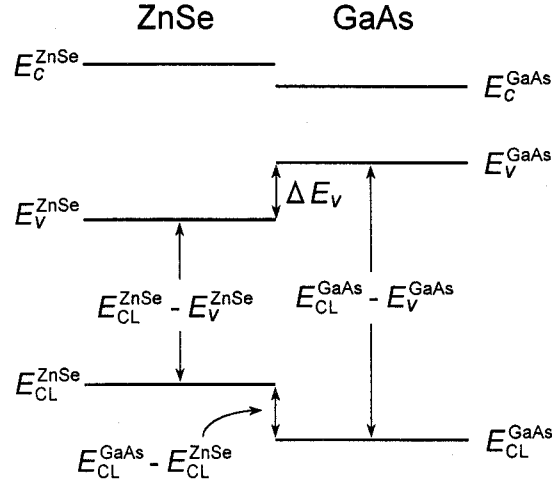 ZnSe GaAs
E_c^ZnSe
E_c^GaAs
E_v^GaAs
ΔE_v
E_v^ZnSe
E_CL^ZnSe - E_v^ZnSe
E_CL^GaAs - E_v^GaAs
E_CL^ZnSe
E_CL^GaAs
E_CL^GaAs - E_CL^ZnSe